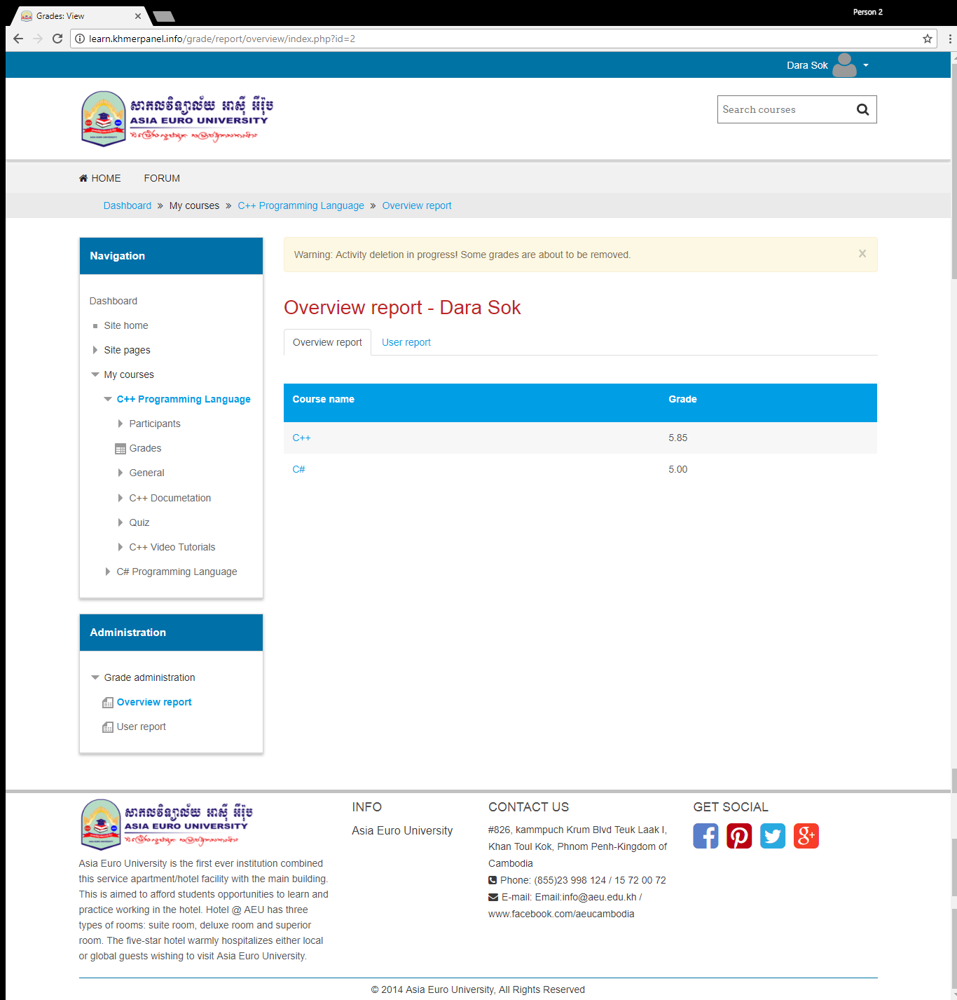 Grades: View
Person 2
learn.khmerpanel.info/grade/report/overview/index.php?id=2
Dara Sok
សាកលវិទ្យាល័យ អាស៊ី អឺរ៉ុប
ASIA EURO UNIVERSITY
Search courses
HOME
FORUM
Dashboard » My courses » C++ Programming Language » Overview report
Navigation
Dashboard
Site home
Site pages
My courses
C++ Programming Language
Participants
Grades
General
C++ Documetation
Quiz
C++ Video Tutorials
C# Programming Language
Administration
Grade administration
Overview report
User report
Warning: Activity deletion in progress! Some grades are about to be removed.
×
Overview report - Dara Sok
Overview report
User report
Course name Grade
C++ 5.85
C# 5.00
សាកលវិទ្យាល័យ អាស៊ី អឺរ៉ុប
ASIA EURO UNIVERSITY
Asia Euro University is the first ever institution combined
this service apartment/hotel facility with the main building.
This is aimed to afford students opportunities to learn and
practice working in the hotel. Hotel @ AEU has three
types of rooms: suite room, deluxe room and superior
room. The five-star hotel warmly hospitalizes either local
or global guests wishing to visit Asia Euro University.
INFO
Asia Euro University
CONTACT US
#826, kammpuch Krum Blvd Teuk Laak I,
Khan Toul Kok, Phnom Penh-Kingdom of
Cambodia
Phone: (855)23 998 124 / 15 72 00 72
E-mail: Email:info@aeu.edu.kh /
www.facebook.com/aeucambodia
GET SOCIAL
© 2014 Asia Euro University, All Rights Reserved